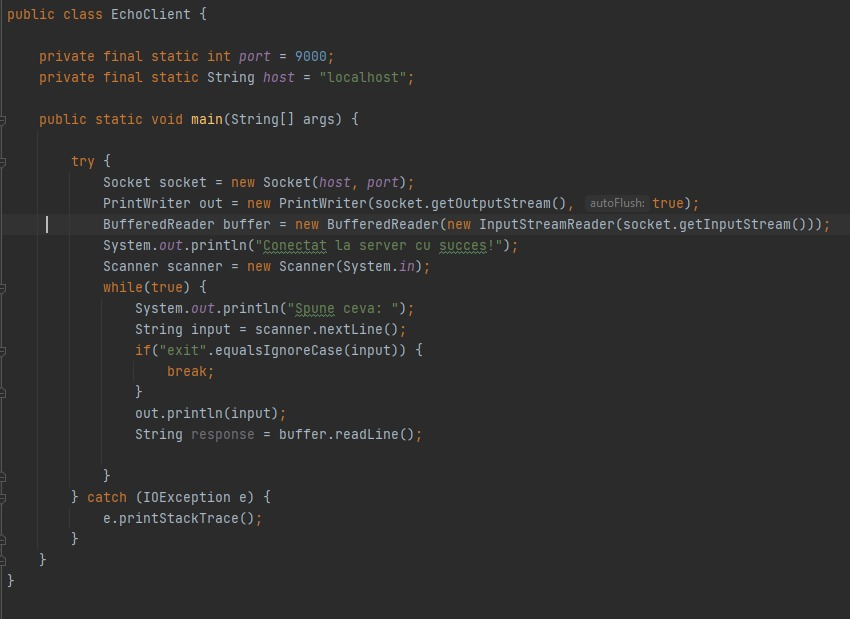 public class EchoClient {
private final static int port = 9000;
private final static String host = "localhost";
public static void main(String[] args) {
try {
Socket socket = new Socket(host, port);
PrintWriter out = new PrintWriter(socket.getOutputStream(), autoFlush: true);
BufferedReader buffer = new BufferedReader(new InputStreamReader(socket.getInputStream()));
System.out.println("Conectat la server cu succes!");
Scanner scanner = new Scanner(System.in);
while(true) {
System.out.println("Spune ceva: ");
String input = scanner.nextLine();
if("exit".equalsIgnoreCase(input)) {
break;
}
out.println(input);
String response = buffer.readLine();
}
} catch (IOException e) {
e.printStackTrace();
}
}
}